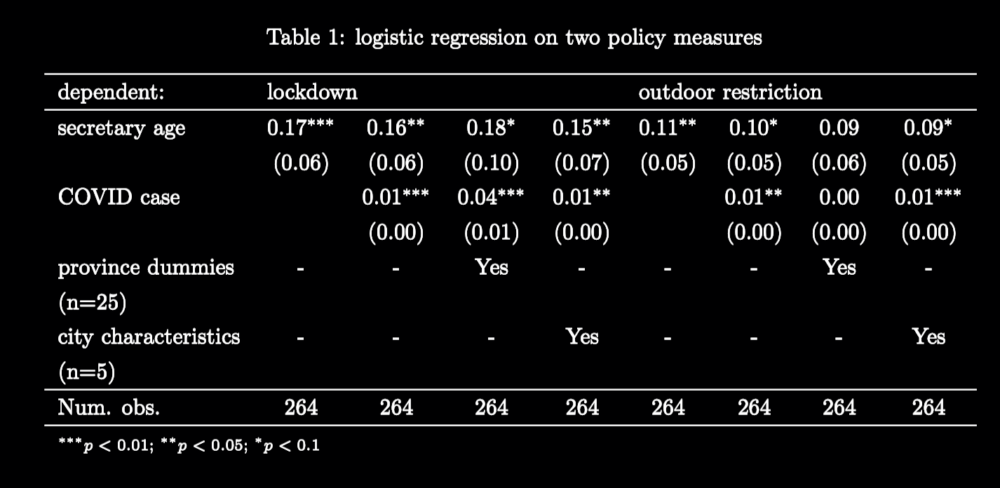 Table 1: logistic regression on two policy measures
dependent: lockdown outdoor restriction
secretary age 0.17*** 0.16** 0.18* 0.15** 0.11** 0.10* 0.09 0.09*
(0.06) (0.06) (0.10) (0.07) (0.05) (0.05) (0.06) (0.05)
COVID case 0.01*** 0.04*** 0.01** 0.01** 0.00 0.01***
(0.00) (0.01) (0.00) (0.00) (0.00) (0.00)
province dummies - - Yes - - - Yes -
(n=25)
city characteristics - - - Yes - - - Yes
(n=5)
Num. obs. 264 264 264 264 264 264 264 264
***p < 0.01; **p < 0.05; *p < 0.1